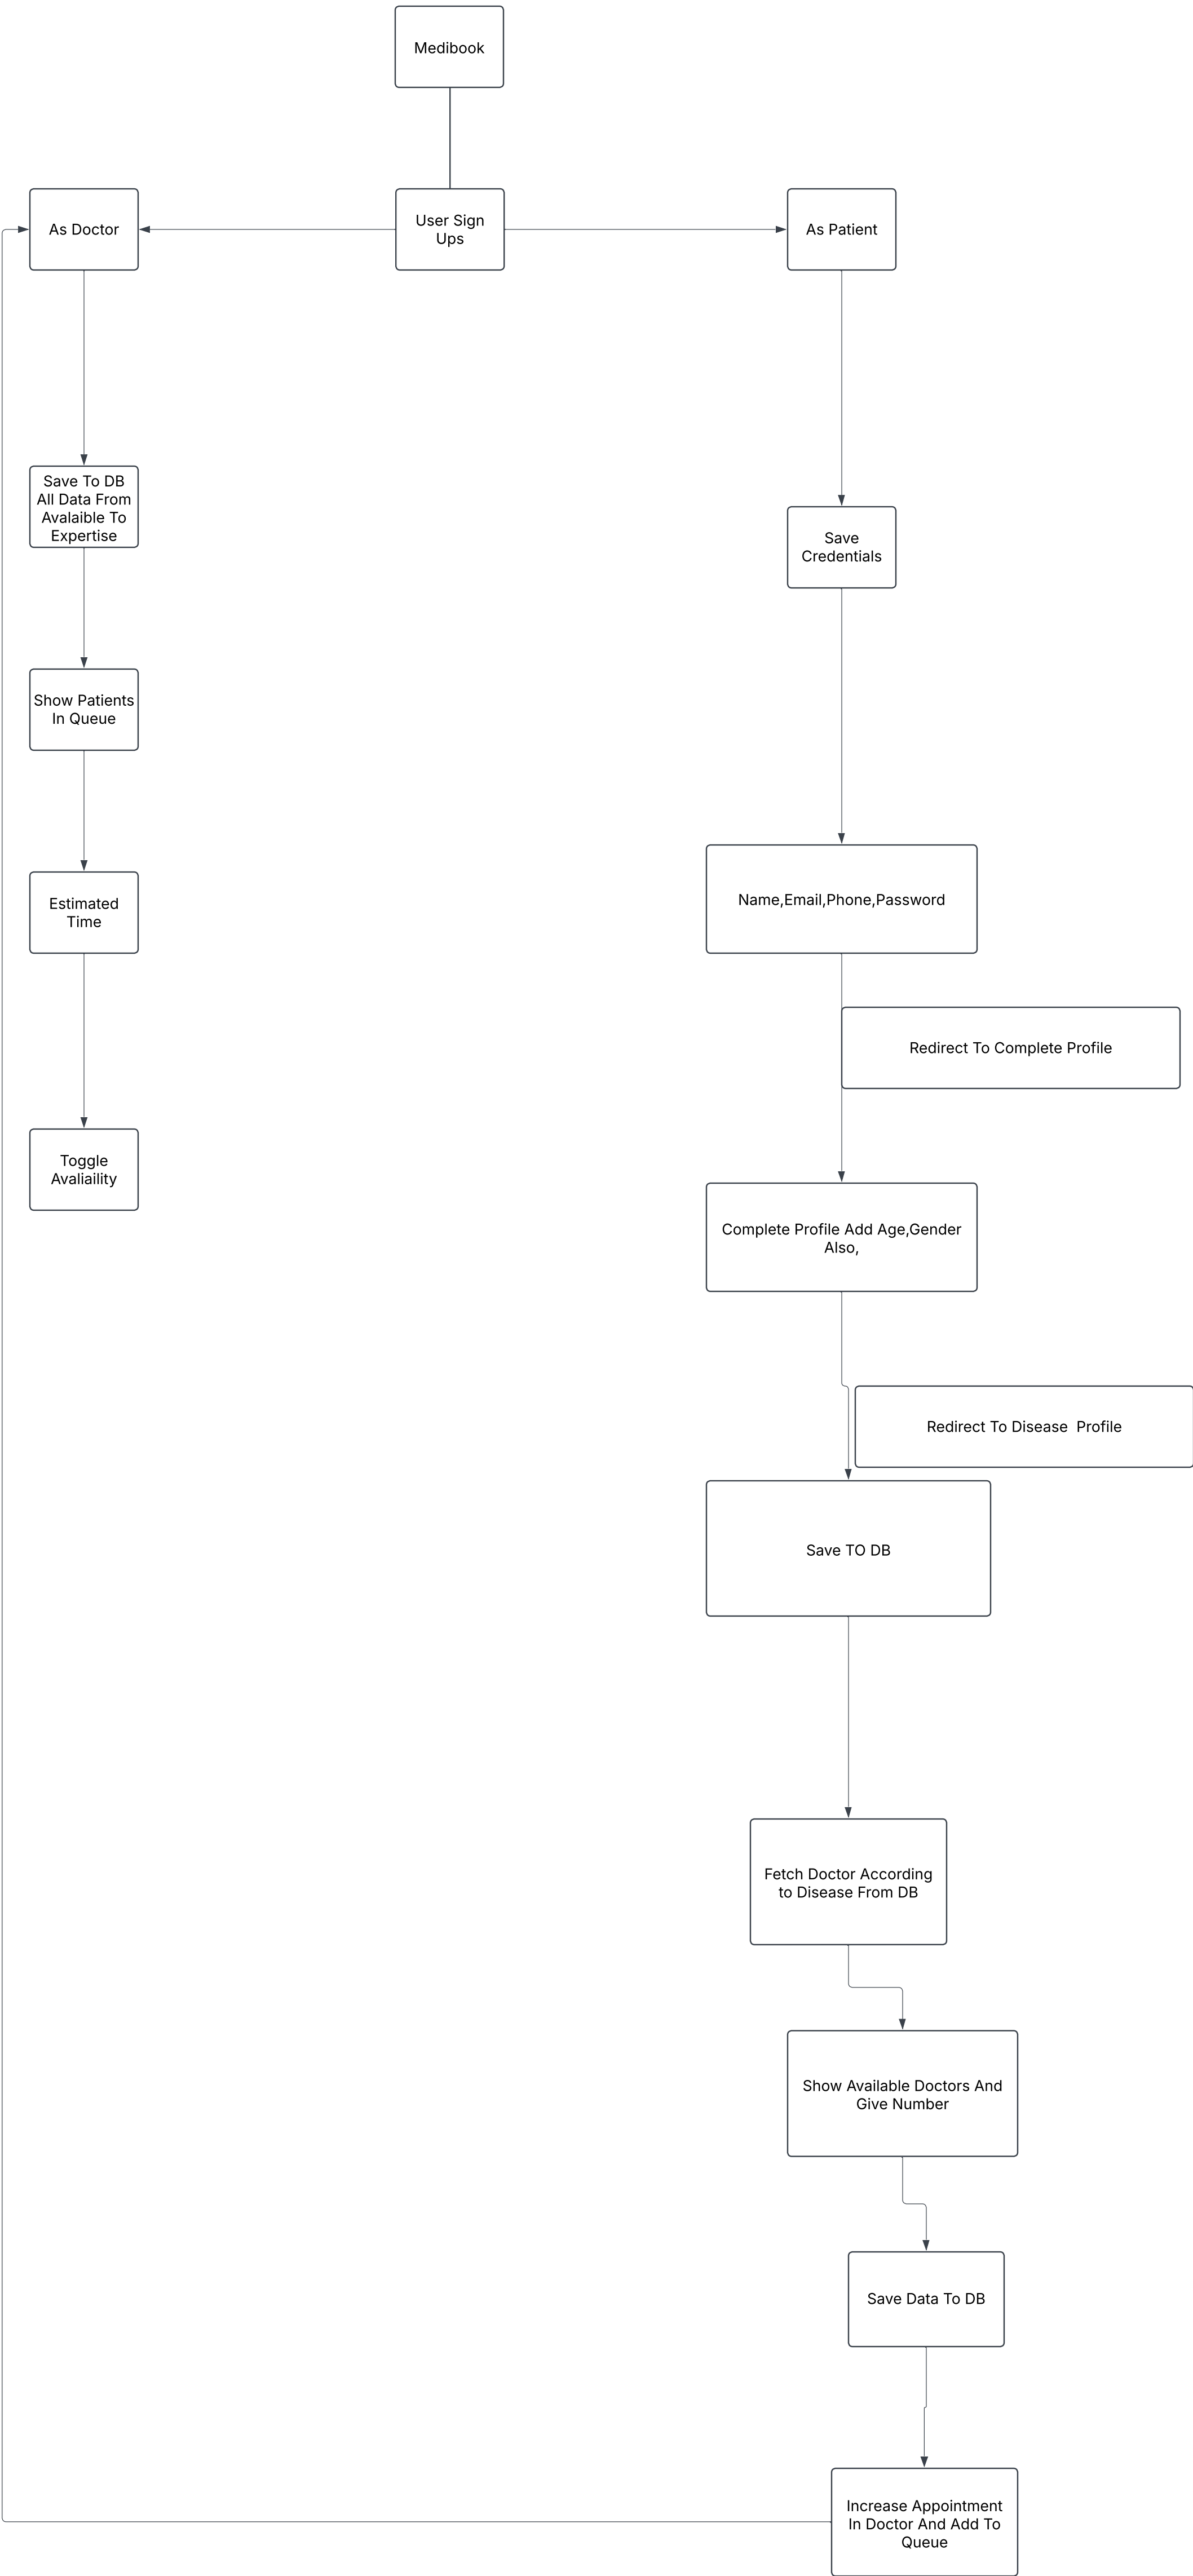 Medibook
As Doctor
User Sign
Ups
As Patient
Save To DB
All Data From
Avalaible To
Expertise
Save
Credentials
Show Patients
In Queue
Estimated
Time
Name,Email,Phone,Password
Redirect To Complete Profile
Toggle
Avaliaility
Complete Profile Add Age,Gender
Also,
Redirect To Disease  Profile
Save TO DB
Fetch Doctor According
to Disease From DB
Show Available Doctors And
Give Number
Save Data To DB
Increase Appointment
In Doctor And Add To
Queue